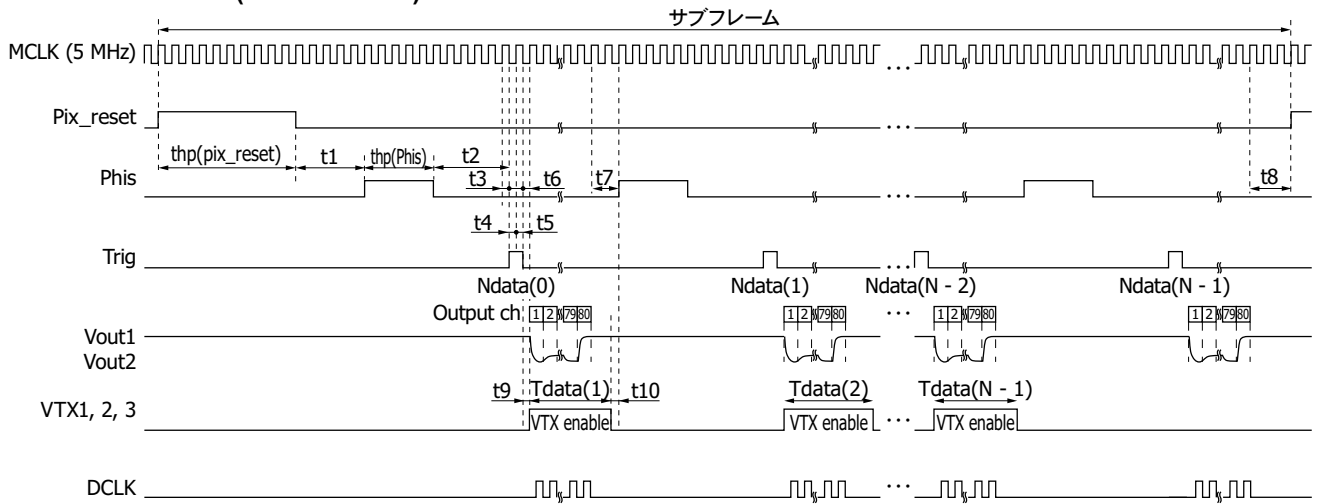 サブフレーム
MCLK (5 MHz)
Pix_reset
thp(pix_reset) t1 thp(Phis) t2
Phis
t3 t6 t7 t8
t4 t5
Trig
Ndata(0) Ndata(1) Ndata(N - 2) Ndata(N - 1)
Output ch 1 2 79 80 1 2 79 80 ··· 1 2 79 80 1 2 79 80
Vout1
Vout2
t9 Tdata(1) t10 Tdata(2) Tdata(N - 1)
VTX1, 2, 3
VTX enable VTX enable ··· VTX enable
DCLK